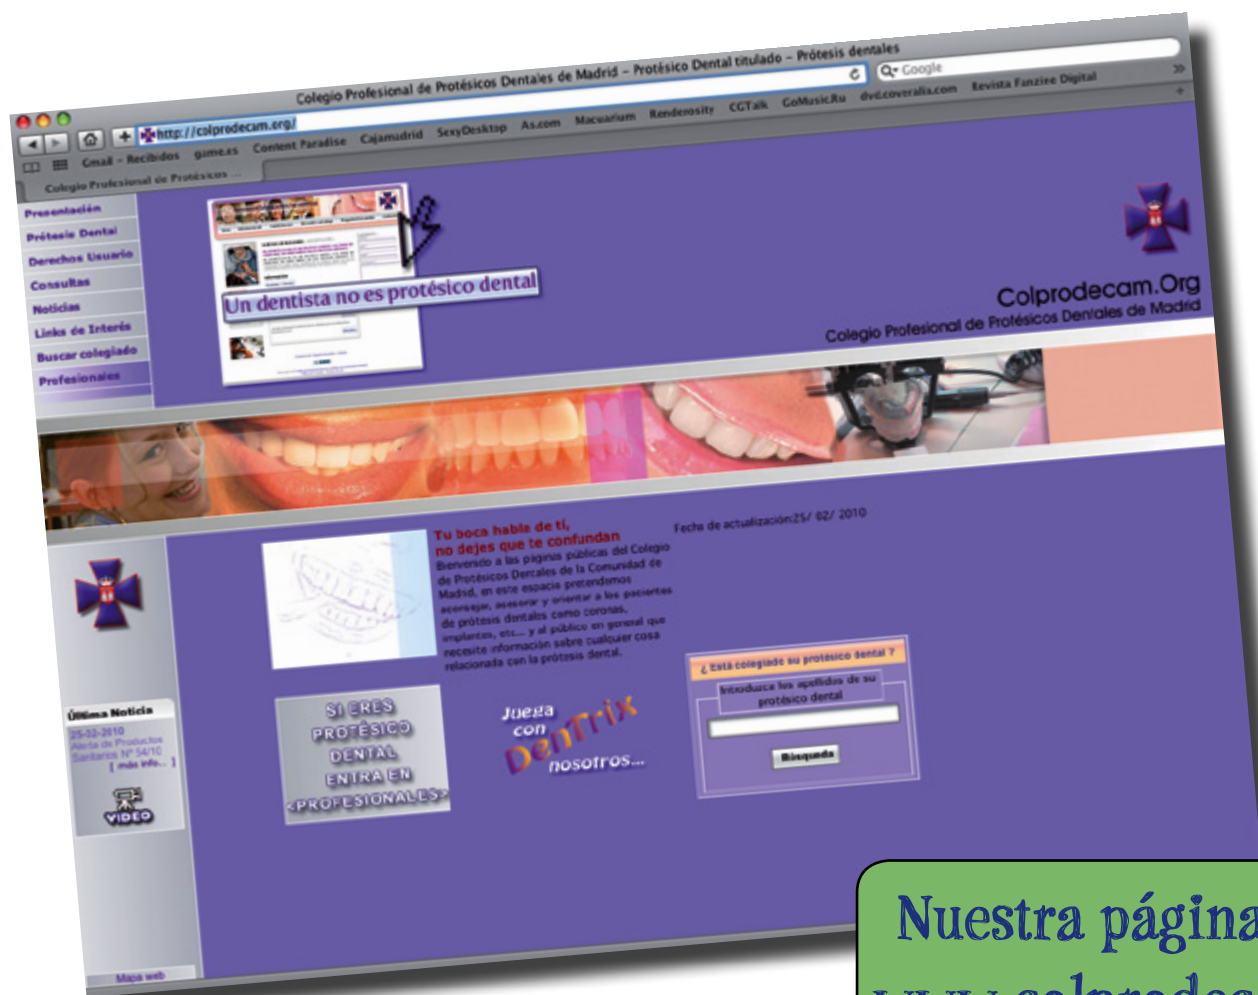 Colegio Profesional de Protésicos Dentales de Madrid – Protésico Dental titulado – Prótesis dentales
http://colprodecam.org/
Google
Gmail – Recibidos game.es Content Paradise Cajamadrid SexyDesktop As.com Macuarium Renderosity CGTalk GoMusic.Ru dvd.coveralia.com Revista Fanzine Digital
Colegio Profesional de Protésicos ...
Presentación
Prótesis Dental
Derechos Usuario
Consultas
Noticias
Links de Interés
Buscar colegiado
Profesionales
Un dentista no es protésico dental
Colprodecam.Org
Colegio Profesional de Protésicos Dentales de Madrid
Tu boca habla de tí,
no dejes que te confundan
Bienvenido a las páginas públicas del Colegio
de Protésicos Dentales de la Comunidad de
Madrid, en este espacio pretendemos
aconsejar, asesorar y orientar a los pacientes
de prótesis dentales como coronas,
implantes, etc... y al público en general que
necesite información sobre cualquier cosa
relacionada con la prótesis dental.
Fecha de actualización:25/ 02/ 2010
¿ Está colegiado su protésico dental ?
Introduzca los apellidos de su
protésico dental
Búsqueda
SI ERES
PROTÉSICO
DENTAL
ENTRA EN
<PROFESIONALES>
Juega
con
DenTrix
nosotros...
Última Noticia
25-02-2010
Alerta de Productos
Sanitarios Nº 54/10
[ más info.. ]
VIDEO
Mapa web
Nuestra página